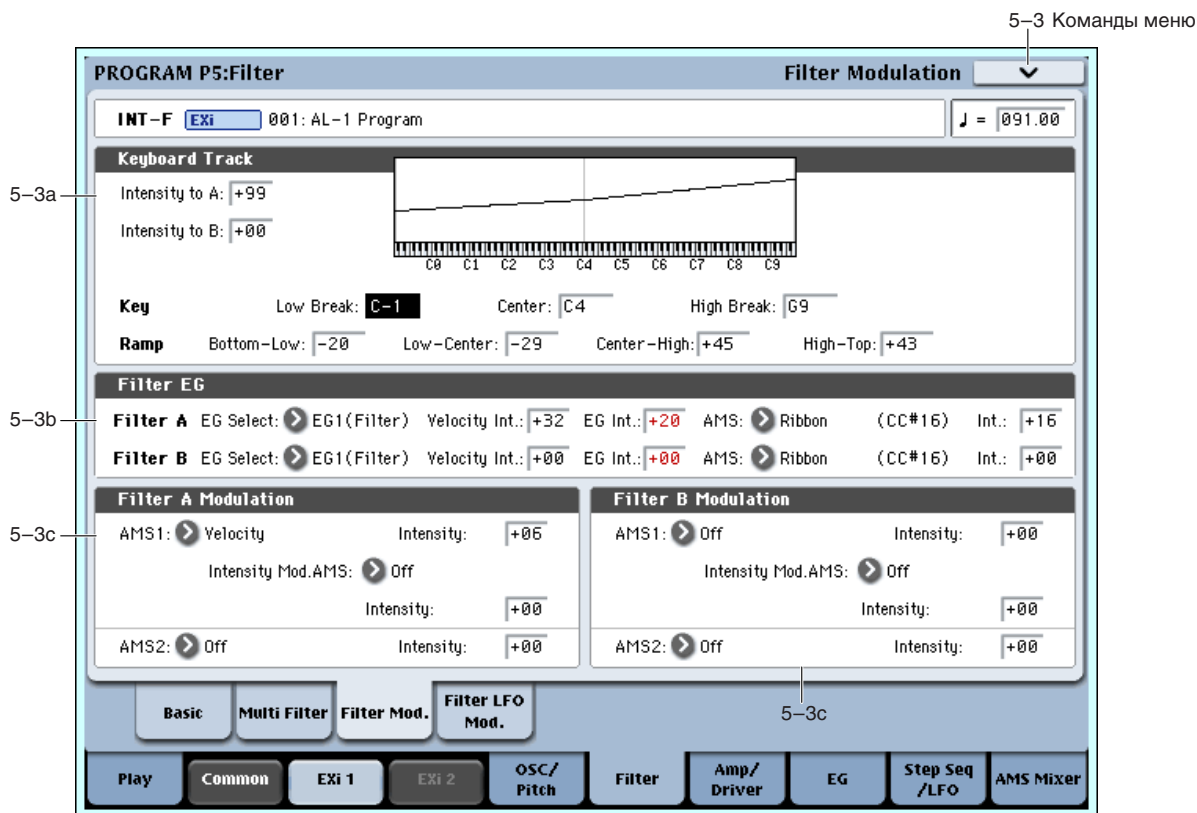 5–3 Команды меню
PROGRAM P5:Filter Filter Modulation
INT-F EXi 001: AL-1 Program ♩ = 091.00
Keyboard Track
5–3a
Intensity to A: +99
Intensity to B: +00
C0 C1 C2 C3 C4 C5 C6 C7 C8 C9
Key Low Break: C-1 Center: C4 High Break: G9
Ramp Bottom-Low: -20 Low-Center: -29 Center-High: +45 High-Top: +43
Filter EG
5–3b
Filter A EG Select: EG1(Filter) Velocity Int.: +32 EG Int.: +20 AMS: Ribbon (CC#16) Int.: +16
Filter B EG Select: EG1(Filter) Velocity Int.: +00 EG Int.: +00 AMS: Ribbon (CC#16) Int.: +00
Filter A Modulation Filter B Modulation
5–3c
AMS1: Velocity Intensity: +06 AMS1: Off Intensity: +00
Intensity Mod.AMS: Off Intensity Mod.AMS: Off
Intensity: +00 Intensity: +00
AMS2: Off Intensity: +00 AMS2: Off Intensity: +00
5–3c
Basic Multi Filter Filter Mod. Filter LFO Mod.
Play Common EXi 1 EXi 2 OSC/ Pitch Filter Amp/ Driver EG Step Seq /LFO AMS Mixer